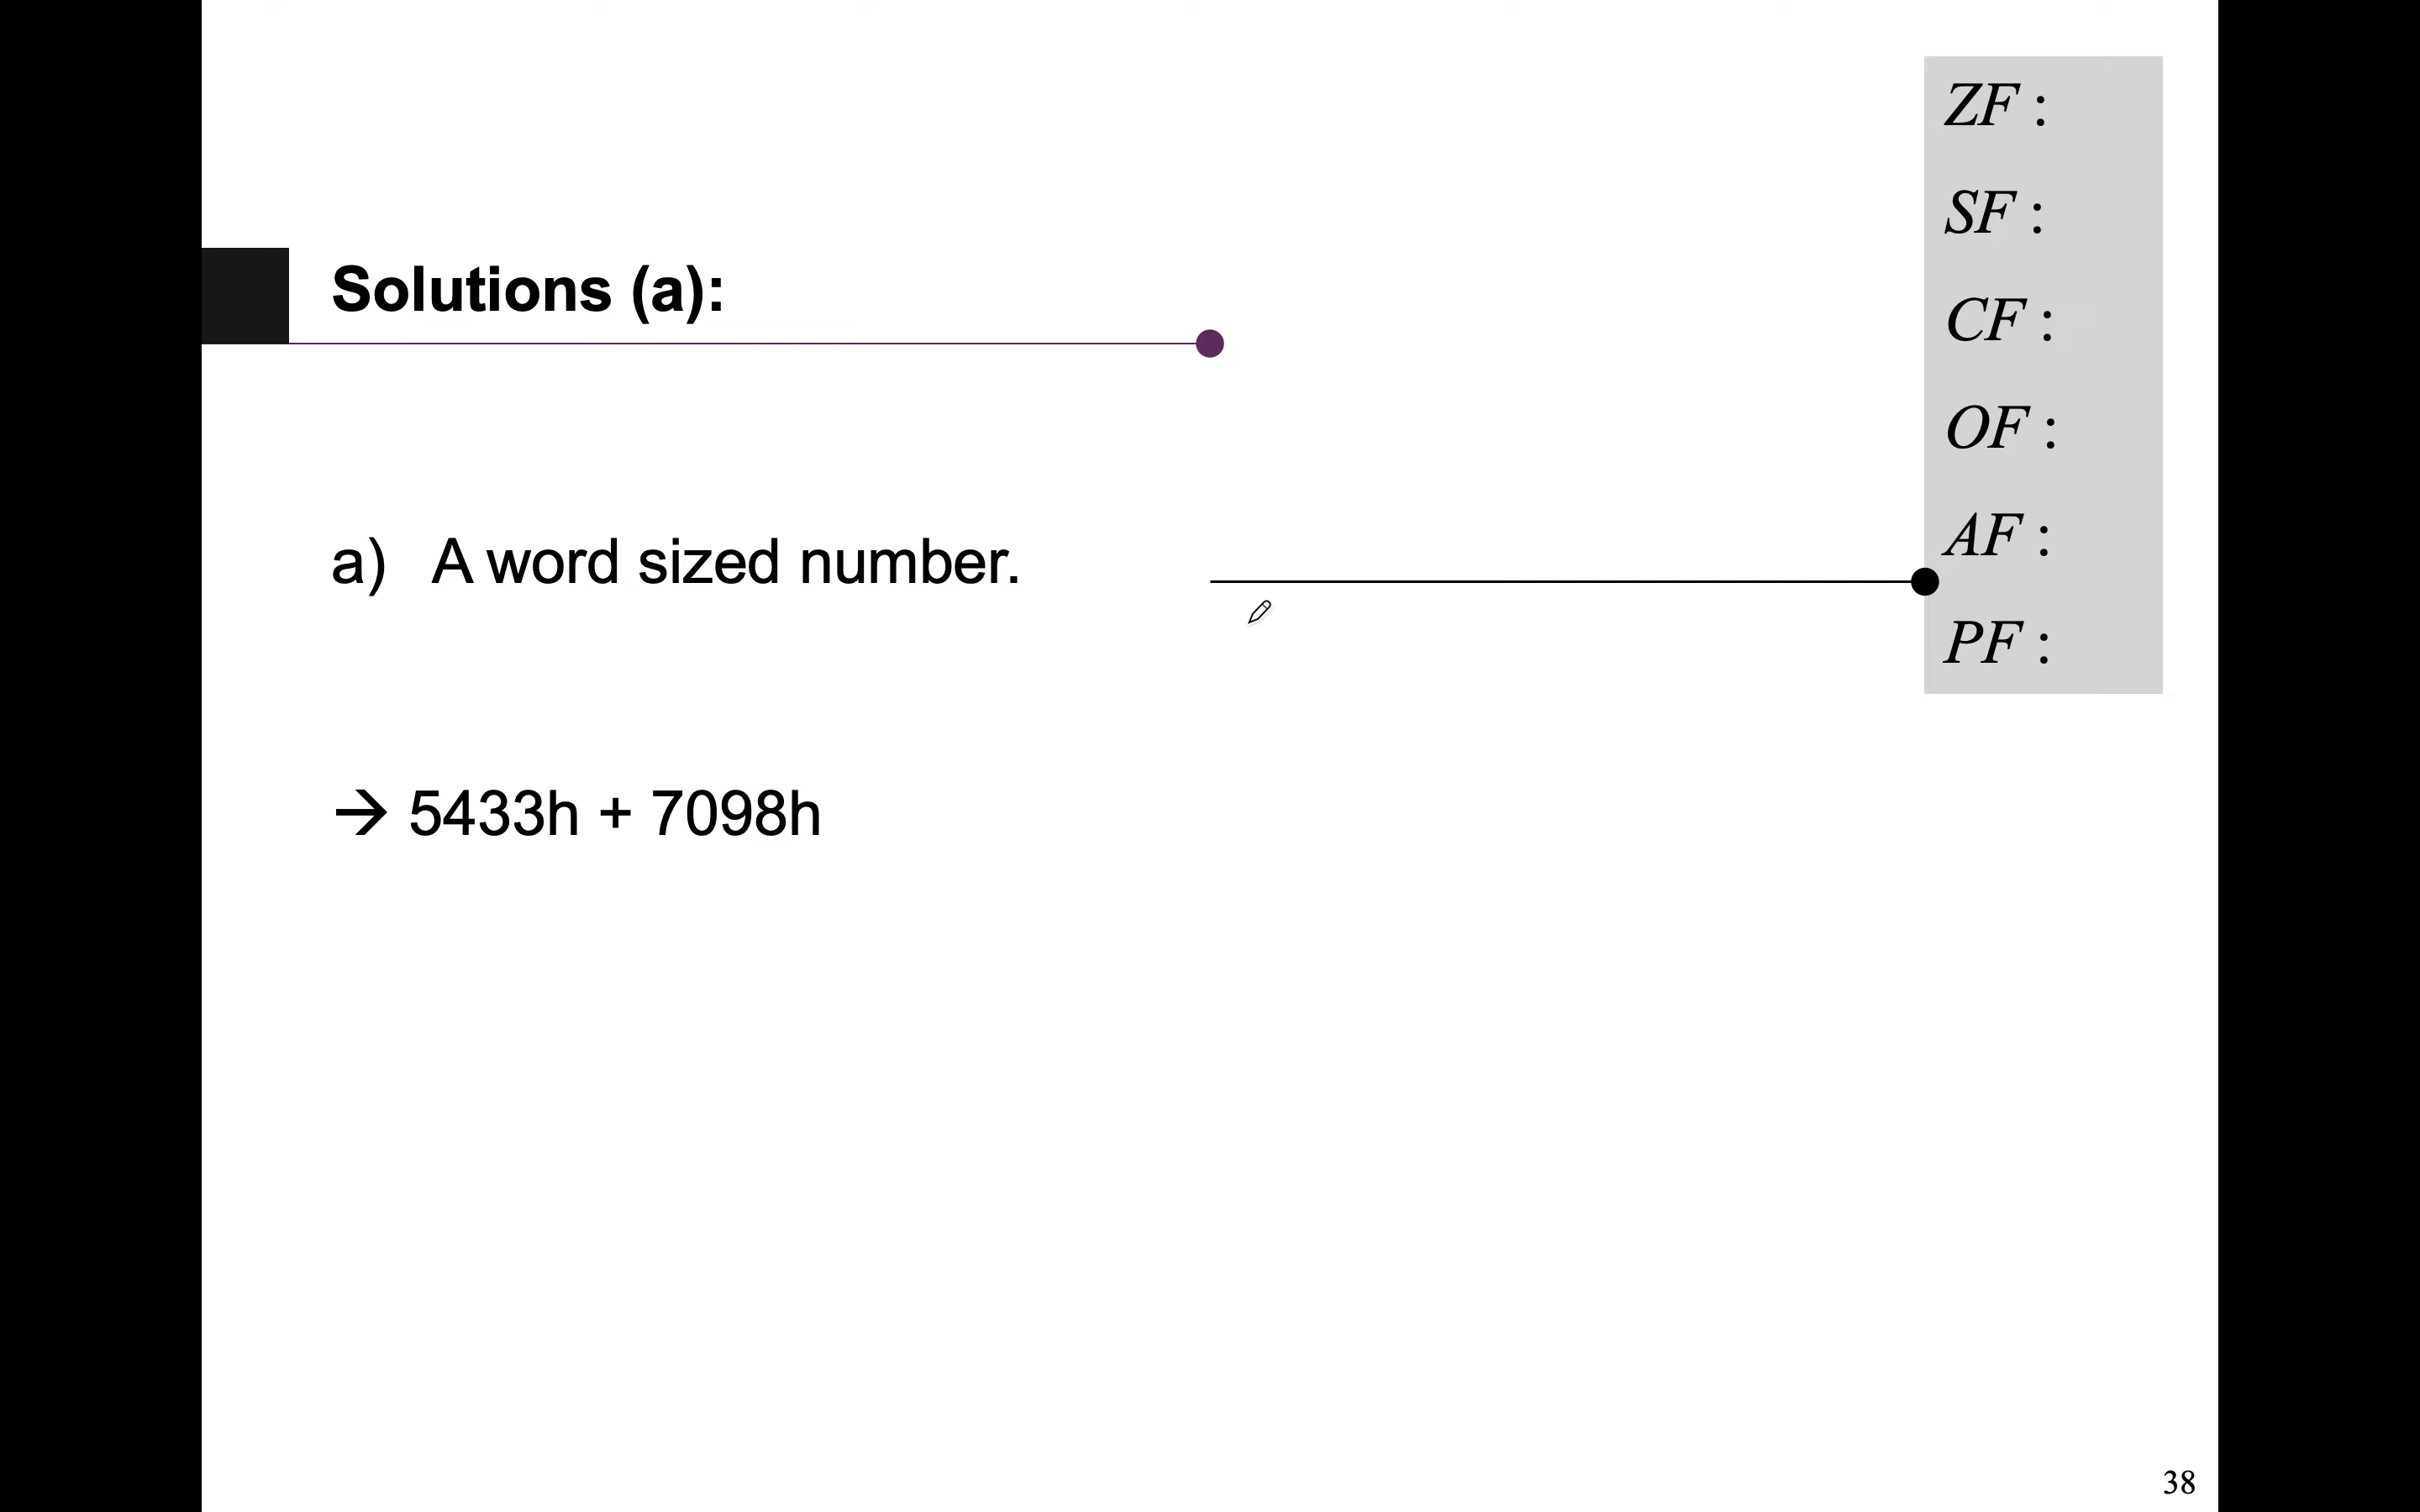 Solutions (a):
a) A word sized number.
→ 5433h + 7098h
ZF :
SF :
CF :
OF :
AF :
PF :
38